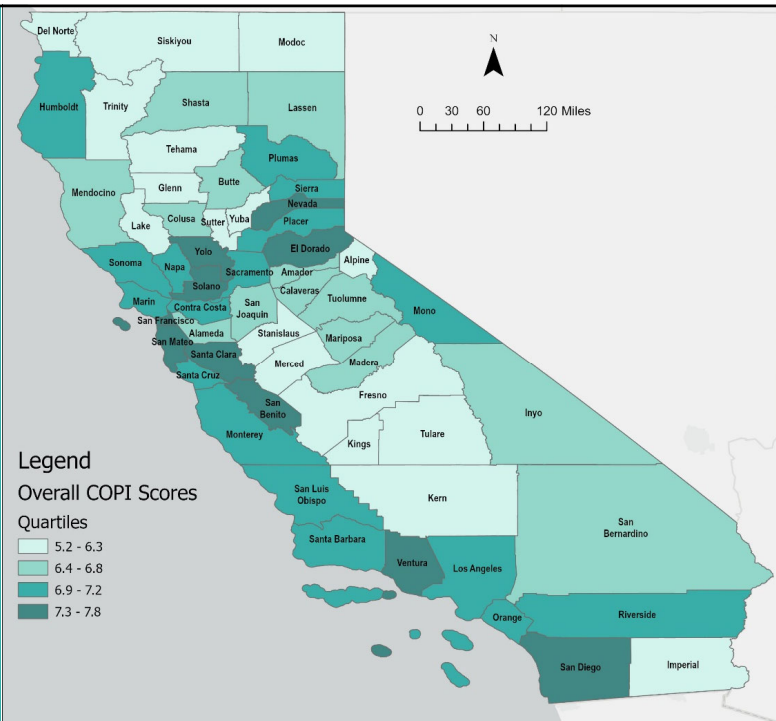 Del Norte
Siskiyou
Modoc
N
Humboldt
Trinity
Shasta
Lassen
0 30 60 120 Miles
Tehama
Plumas
Glenn
Butte
Mendocino
Sierra
Nevada
Colusa
Lake
Sutter
Yuba
Placer
Yolo
El Dorado
Alpine
Sonoma
Napa
Sacramento
Amador
Solano
Calaveras
Marin
Contra Costa
San
Joaquin
Tuolumne
Mono
San Francisco
Alameda
Stanislaus
Mariposa
San Mateo
Santa Clara
Merced
Madera
Santa Cruz
Fresno
San
Benito
Inyo
Monterey
Kings
Tulare
Legend
Overall COPI Scores
Quartiles
5.2 - 6.3
6.4 - 6.8
6.9 - 7.2
7.3 - 7.8
San Luis
Obispo
Kern
San
Bernardino
Santa Barbara
Ventura
Los Angeles
Orange
Riverside
San Diego
Imperial